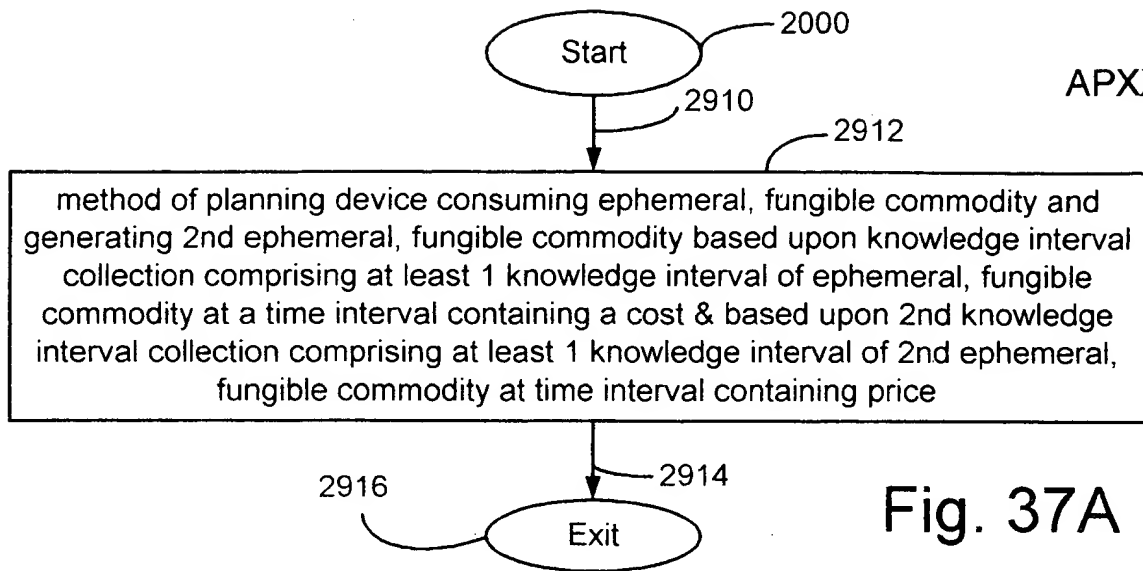 Start
2000
2910
2912
method of planning device consuming ephemeral, fungible commodity and
generating 2nd ephemeral, fungible commodity based upon knowledge interval
collection comprising at least 1 knowledge interval of ephemeral, fungible
commodity at a time interval containing a cost & based upon 2nd knowledge
interval collection comprising at least 1 knowledge interval of 2nd ephemeral,
fungible commodity at time interval containing price
2914
2916
Exit
Fig. 37A